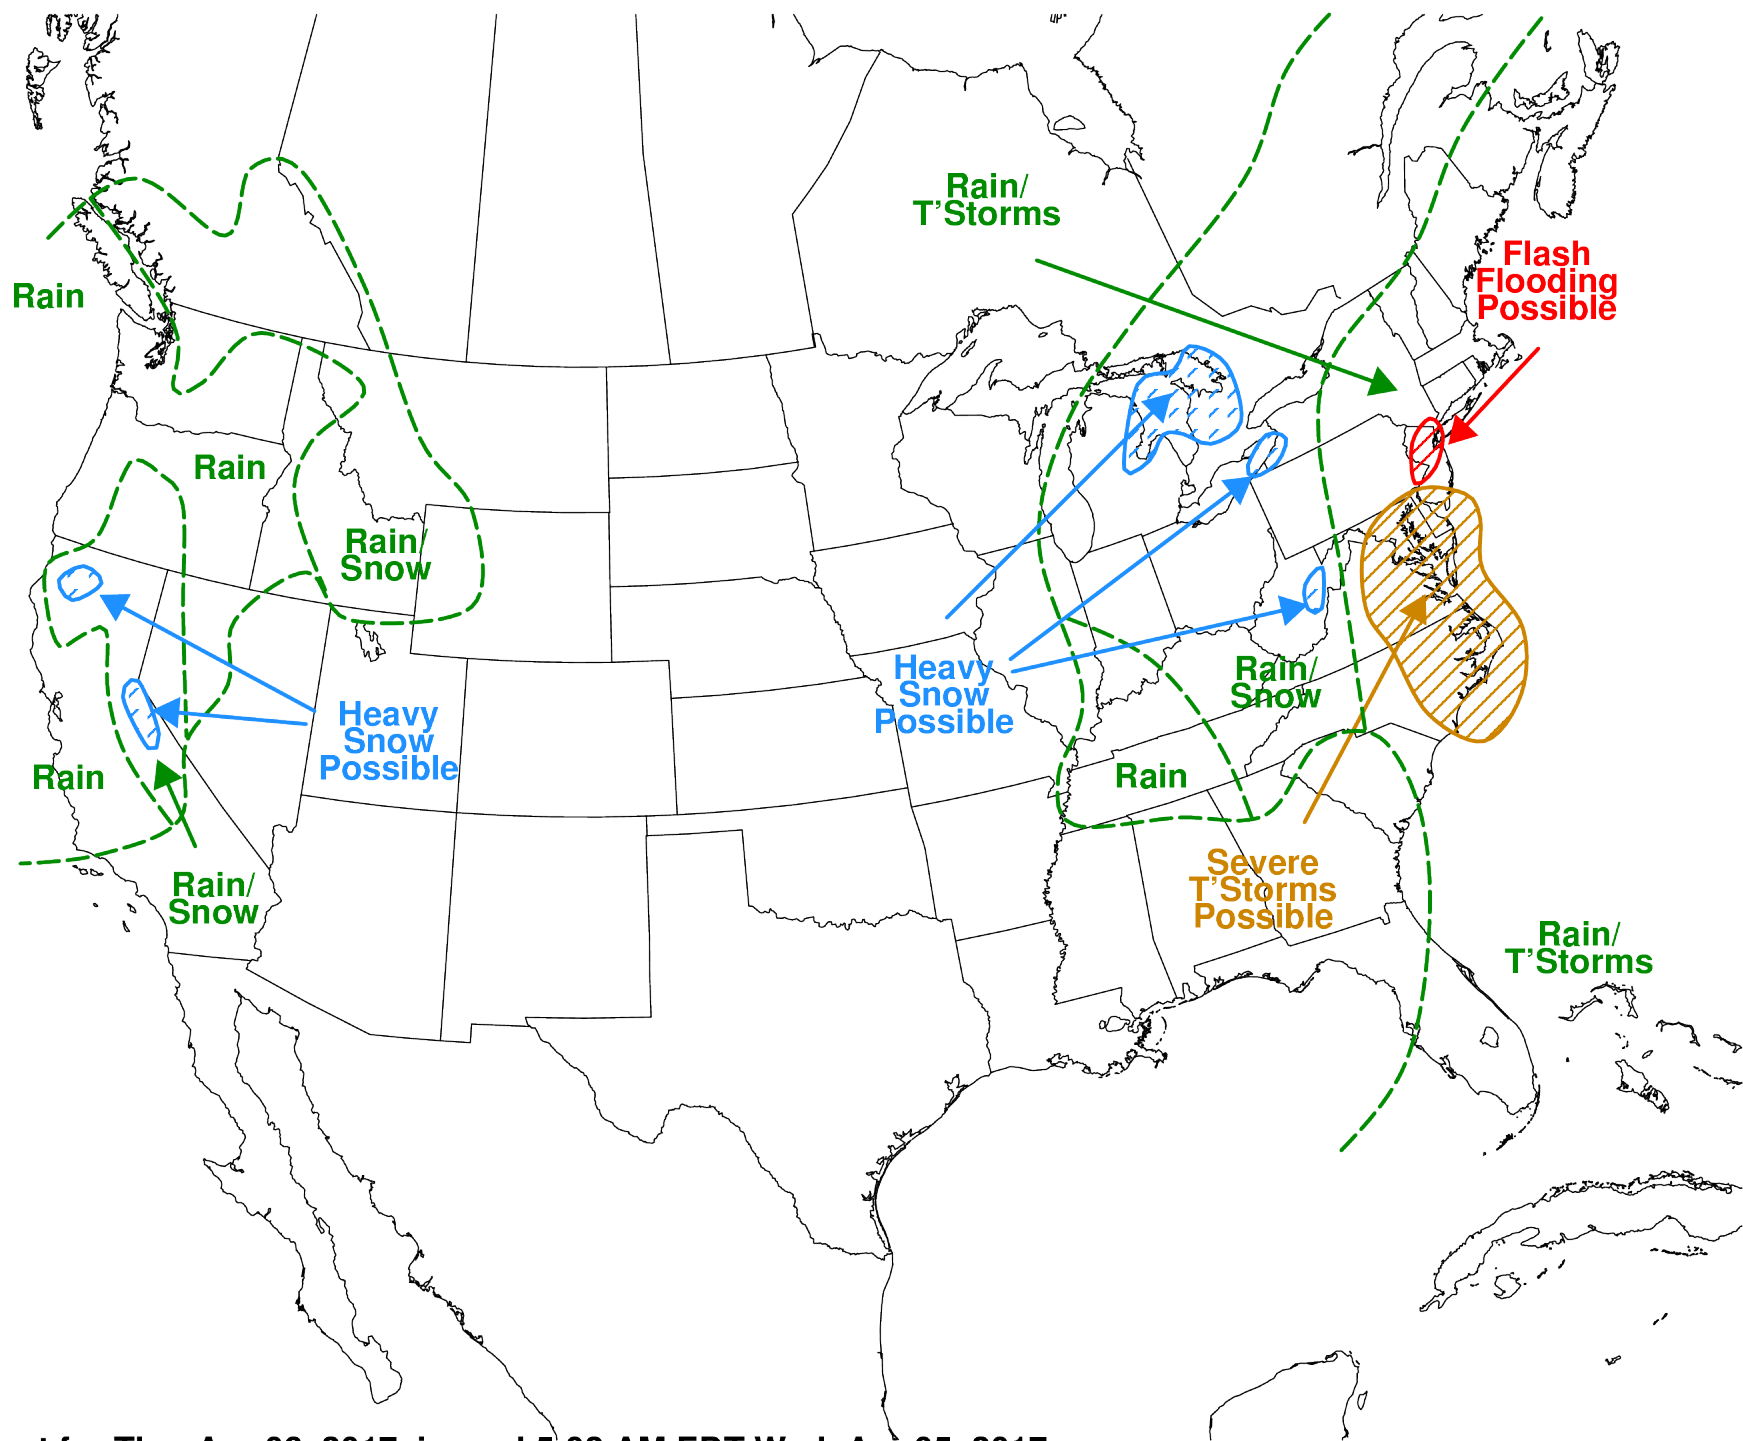 Rain/
T'Storms
Flash
Flooding
Possible
Rain
Rain
Rain/
Snow
Heavy
Snow
Possible
Rain/
Snow
Heavy
Snow
Possible
Rain
Rain
Rain/
Snow
Severe
T'Storms
Possible
Rain/
T'Storms